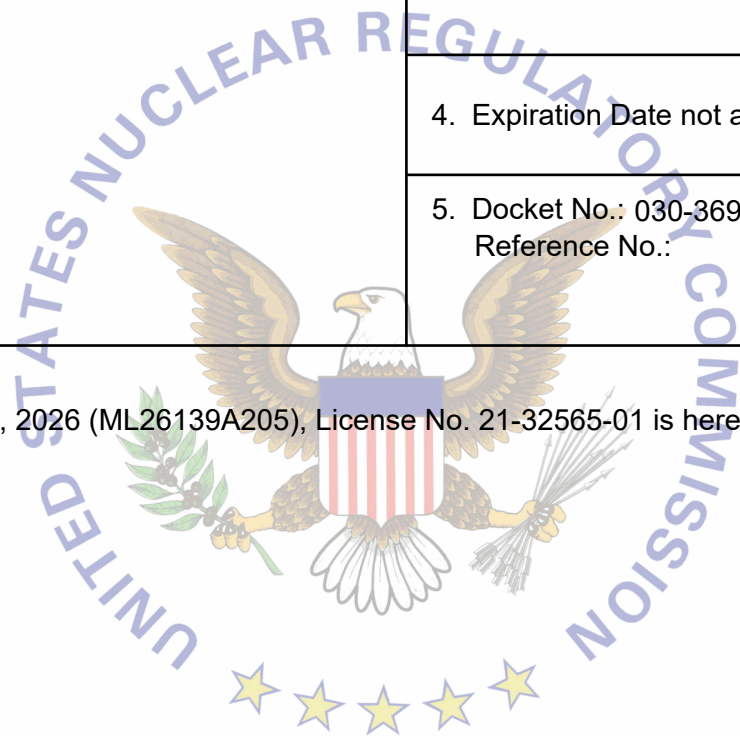 UNITED STATES NUCLEAR REGULATORY COMMISSION
4. Expiration Date not a
5. Docket No.: 030-369
Reference No.:
, 2026 (ML26139A205), License No. 21-32565-01 is here